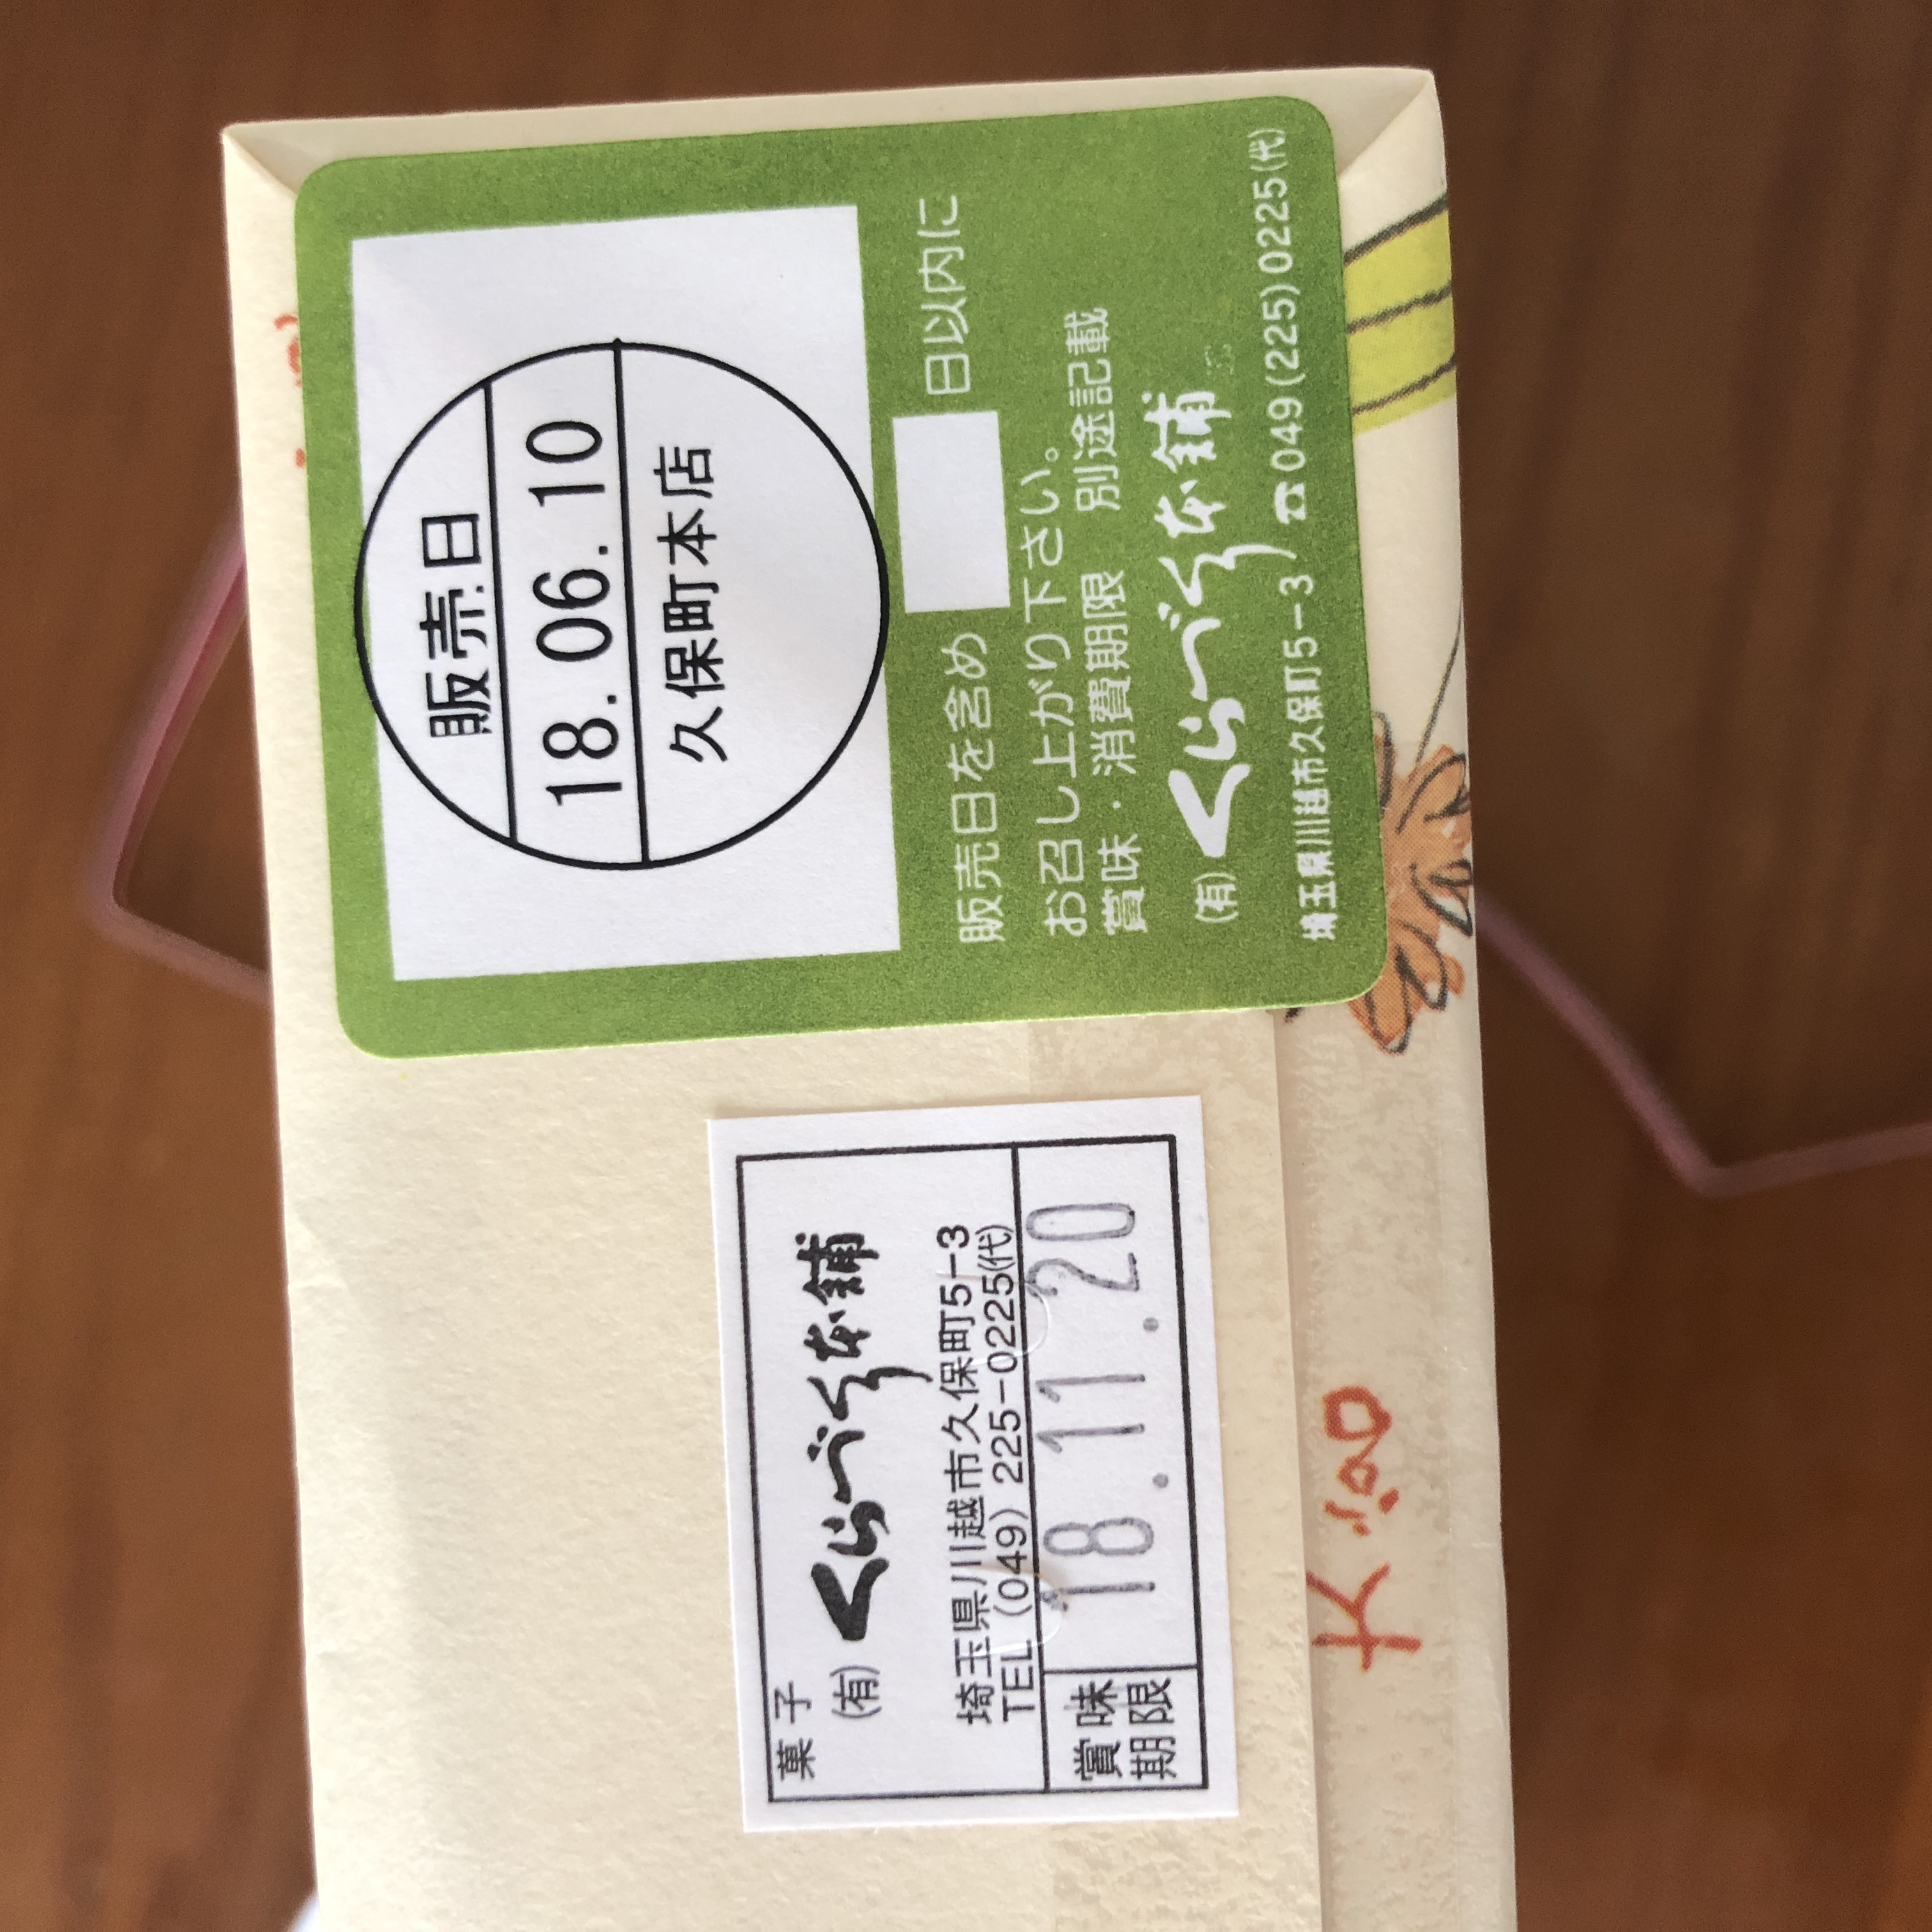 販売日
18.06.10
久保町本店
販売日を含め 日以内に
お召し上がり下さい。
賞味・消費期限 別途記載
(有)くらづくり本舗
埼玉県川越市久保町5-3 ☎049(225)0225(代)
菓子
(有)くらづくり本舗
埼玉県川越市久保町5-3
TEL (049) 225-0225(代)
賞味期限 18.11.20